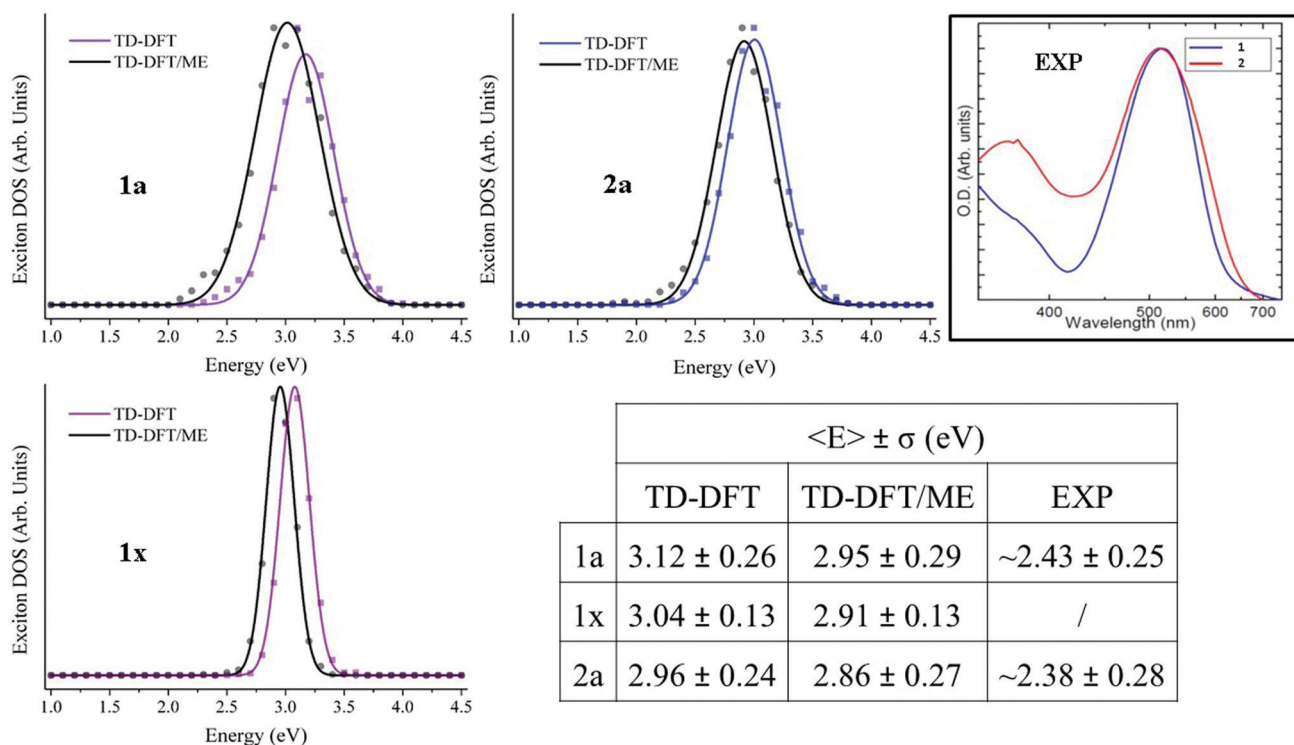 TD-DFT
TD-DFT/ME
1a
Exciton DOS (Arb. Units)
1.0 1.5 2.0 2.5 3.0 3.5 4.0 4.5
Energy (eV)
TD-DFT
TD-DFT/ME
2a
Exciton DOS (Arb. Units)
1.0 1.5 2.0 2.5 3.0 3.5 4.0 4.5
Energy (eV)
EXP
1
2
O.D. (Arb. units)
400 500 600 700
Wavelength (nm)
TD-DFT
TD-DFT/ME
1x
Exciton DOS (Arb. Units)
1.0 1.5 2.0 2.5 3.0 3.5 4.0 4.5
Energy (eV)
<E> ± σ (eV)
TD-DFT TD-DFT/ME EXP
1a 3.12 ± 0.26 2.95 ± 0.29 ~2.43 ± 0.25
1x 3.04 ± 0.13 2.91 ± 0.13 /
2a 2.96 ± 0.24 2.86 ± 0.27 ~2.38 ± 0.28